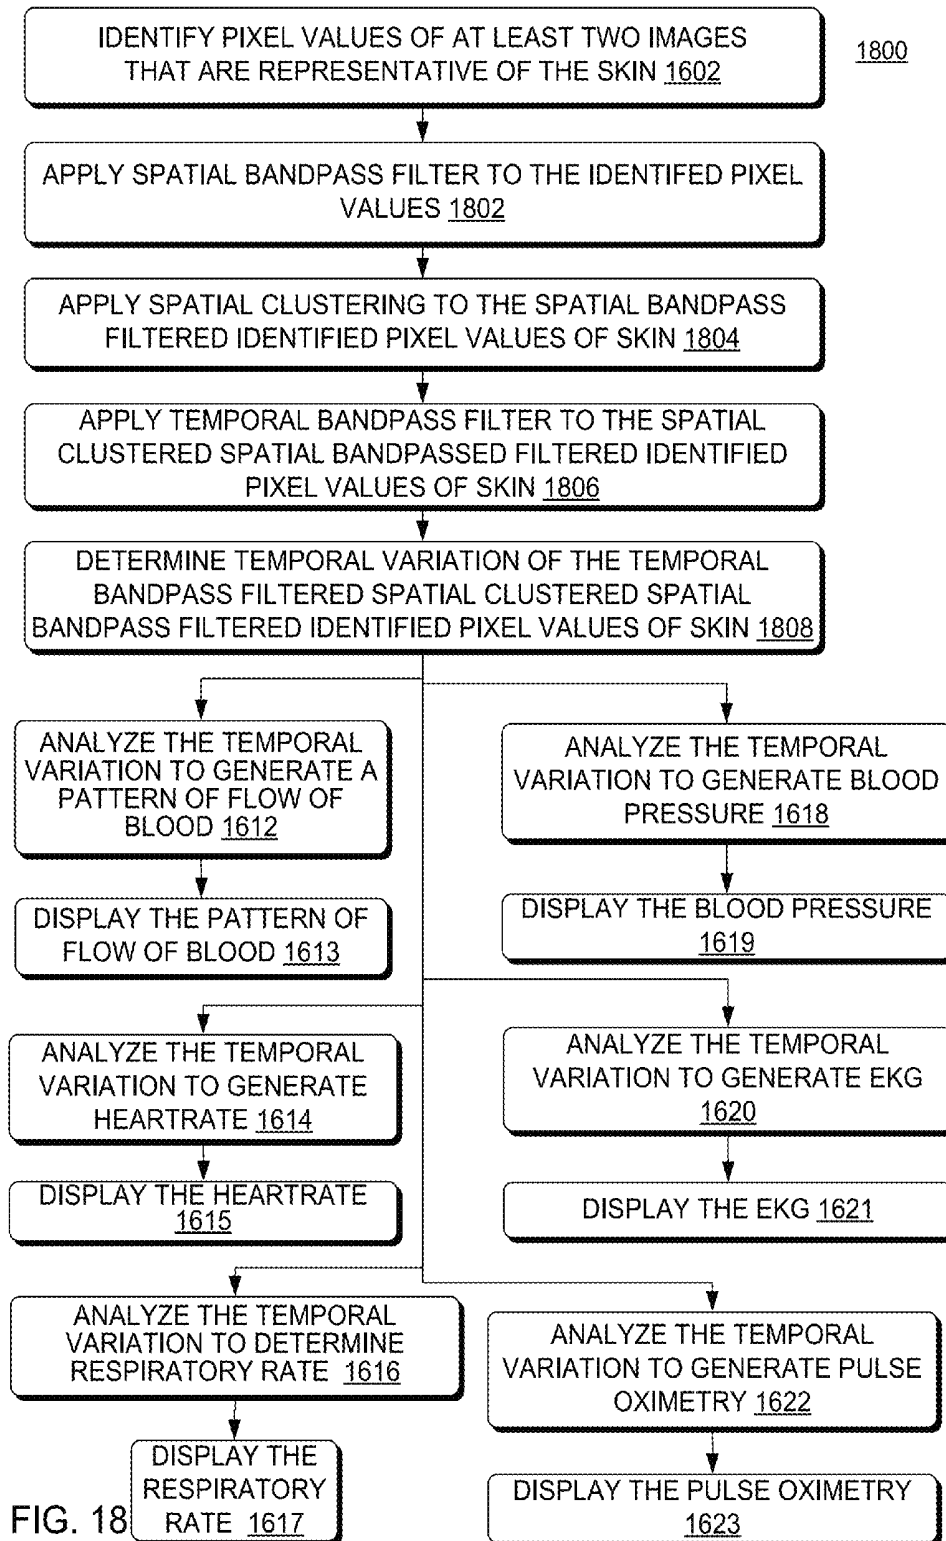 IDENTIFY PIXEL VALUES OF AT LEAST TWO IMAGES
THAT ARE REPRESENTATIVE OF THE SKIN 1602
1800
APPLY SPATIAL BANDPASS FILTER TO THE IDENTIFED PIXEL
VALUES 1802
APPLY SPATIAL CLUSTERING TO THE SPATIAL BANDPASS
FILTERED IDENTIFIED PIXEL VALUES OF SKIN 1804
APPLY TEMPORAL BANDPASS FILTER TO THE SPATIAL
CLUSTERED SPATIAL BANDPASSED FILTERED IDENTIFIED
PIXEL VALUES OF SKIN 1806
DETERMINE TEMPORAL VARIATION OF THE TEMPORAL
BANDPASS FILTERED SPATIAL CLUSTERED SPATIAL
BANDPASS FILTERED IDENTIFIED PIXEL VALUES OF SKIN 1808
ANALYZE THE TEMPORAL
VARIATION TO GENERATE A
PATTERN OF FLOW OF
BLOOD 1612
DISPLAY THE PATTERN OF
FLOW OF BLOOD 1613
ANALYZE THE TEMPORAL
VARIATION TO GENERATE BLOOD
PRESSURE 1618
DISPLAY THE BLOOD PRESSURE
1619
ANALYZE THE TEMPORAL
VARIATION TO GENERATE
HEARTRATE 1614
DISPLAY THE HEARTRATE
1615
ANALYZE THE TEMPORAL
VARIATION TO GENERATE EKG
1620
DISPLAY THE EKG 1621
ANALYZE THE TEMPORAL
VARIATION TO DETERMINE
RESPIRATORY RATE 1616
DISPLAY THE
RESPIRATORY
RATE 1617
ANALYZE THE TEMPORAL
VARIATION TO GENERATE PULSE
OXIMETRY 1622
DISPLAY THE PULSE OXIMETRY
1623
FIG. 18